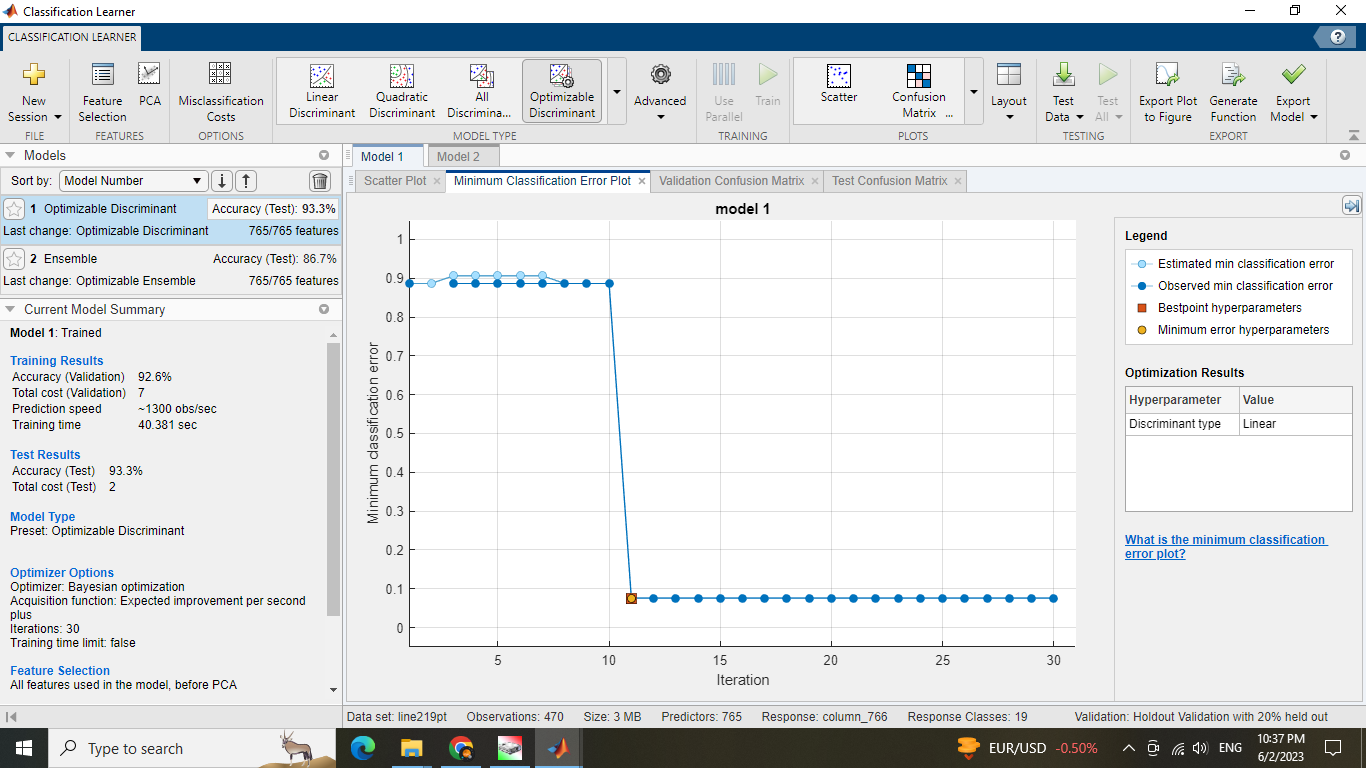 Classification Learner
CLASSIFICATION LEARNER
New Session
Feature Selection
PCA
Misclassification Costs
Linear Discriminant
Quadratic Discriminant
All Discrimina...
Optimizable Discriminant
Advanced
Use Parallel
Train
Scatter
Confusion Matrix ...
Layout
Test Data
Test All
Export Plot to Figure
Generate Function
Export Model
FILE
FEATURES
OPTIONS
MODEL TYPE
TRAINING
PLOTS
TESTING
EXPORT
Models
Sort by: Model Number
1 Optimizable Discriminant Accuracy (Test): 93.3%
Last change: Optimizable Discriminant 765/765 features
2 Ensemble Accuracy (Test): 86.7%
Last change: Optimizable Ensemble 765/765 features
Current Model Summary
Model 1: Trained
Training Results
Accuracy (Validation) 92.6%
Total cost (Validation) 7
Prediction speed ~1300 obs/sec
Training time 40.381 sec
Test Results
Accuracy (Test) 93.3%
Total cost (Test) 2
Model Type
Preset: Optimizable Discriminant
Optimizer Options
Optimizer: Bayesian optimization
Acquisition function: Expected improvement per second
plus
Iterations: 30
Training time limit: false
Feature Selection
All features used in the model, before PCA
Model 1 Model 2
Scatter Plot Minimum Classification Error Plot Validation Confusion Matrix Test Confusion Matrix
model 1
Minimum classification error
1
0.9
0.8
0.7
0.6
0.5
0.4
0.3
0.2
0.1
0
5 10 15 20 25 30
Iteration
Legend
Estimated min classification error
Observed min classification error
Bestpoint hyperparameters
Minimum error hyperparameters
Optimization Results
Hyperparameter Value
Discriminant type Linear
What is the minimum classification
error plot?
Data set: line219pt Observations: 470 Size: 3 MB Predictors: 765 Response: column_766 Response Classes: 19 Validation: Holdout Validation with 20% held out
Type to search
EUR/USD -0.50%
ENG
10:37 PM
6/2/2023